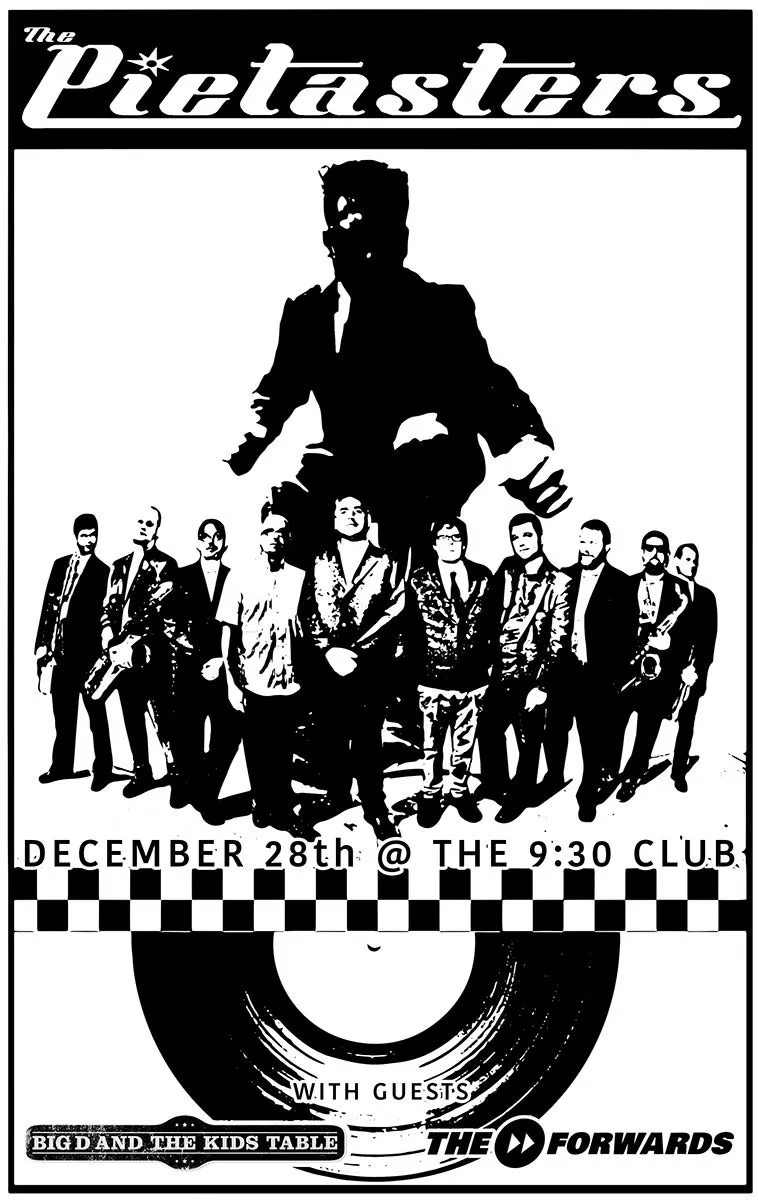 The
Pietasters
DECEMBER 28th @ THE 9:30 CLUB
WITH GUESTS
BIG D AND THE KIDS TABLE
THE FORWARDS